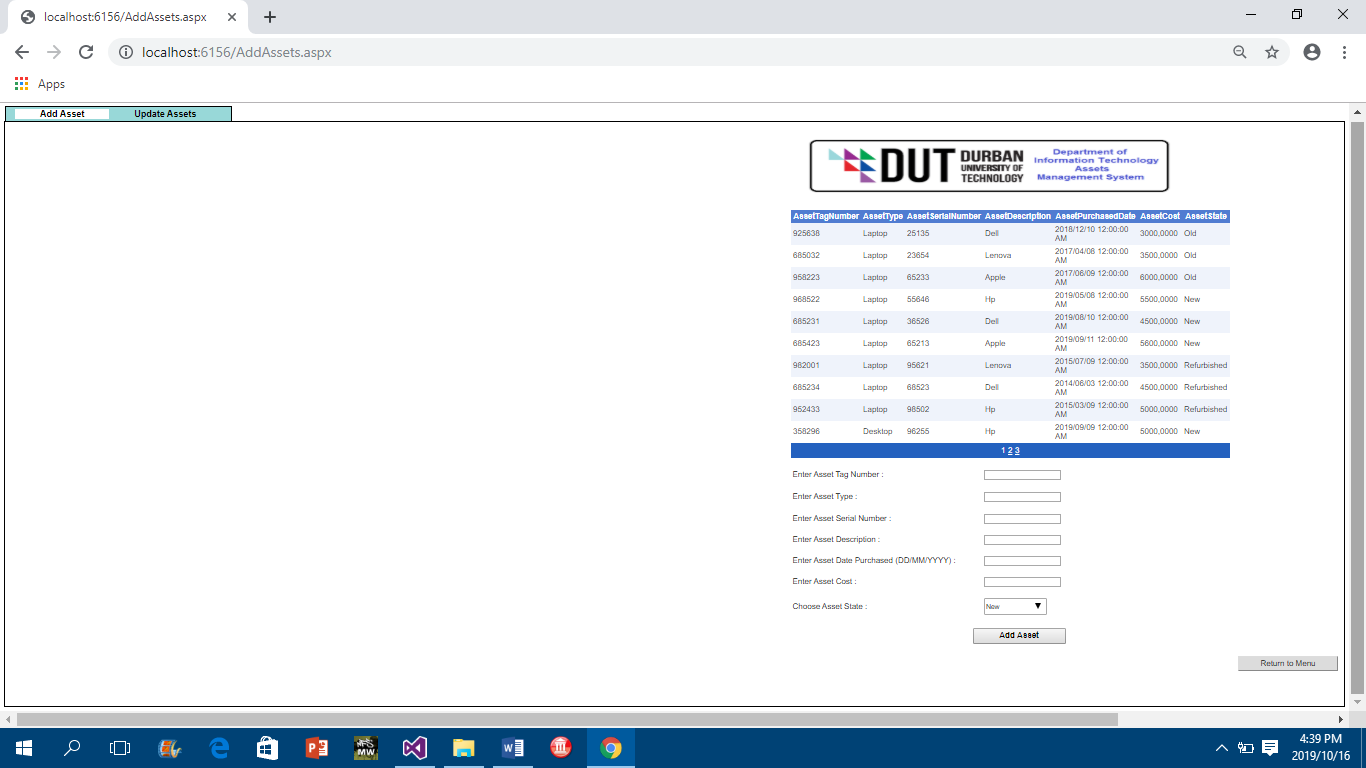 localhost:6156/AddAssets.aspx
localhost:6156/AddAssets.aspx
Apps
Add Asset Update Assets
DUT DURBAN UNIVERSITY OF TECHNOLOGY
Department of
Information Technology
Assets
Management System
AssetTagNumber AssetType AssetSerialNumber AssetDescription AssetPurchasedDate AssetCost AssetState
925638 Laptop 25135 Dell 2018/12/10 12:00:00 AM 3000,0000 Old
685032 Laptop 23654 Lenova 2017/04/08 12:00:00 AM 3500,0000 Old
958223 Laptop 65233 Apple 2017/06/09 12:00:00 AM 6000,0000 Old
968522 Laptop 55646 Hp 2019/05/08 12:00:00 AM 5500,0000 New
685231 Laptop 36526 Dell 2019/08/10 12:00:00 AM 4500,0000 New
685423 Laptop 65213 Apple 2019/09/11 12:00:00 AM 5600,0000 New
982001 Laptop 95621 Lenova 2015/07/09 12:00:00 AM 3500,0000 Refurbished
685234 Laptop 68523 Dell 2014/06/03 12:00:00 AM 4500,0000 Refurbished
952433 Laptop 98502 Hp 2015/03/09 12:00:00 AM 5000,0000 Refurbished
358296 Desktop 96255 Hp 2019/09/09 12:00:00 AM 5000,0000 New
1 2 3
Enter Asset Tag Number :
Enter Asset Type :
Enter Asset Serial Number :
Enter Asset Description :
Enter Asset Date Purchased (DD/MM/YYYY) :
Enter Asset Cost :
Choose Asset State : New
Add Asset
Return to Menu
MW
4:39 PM
2019/10/16